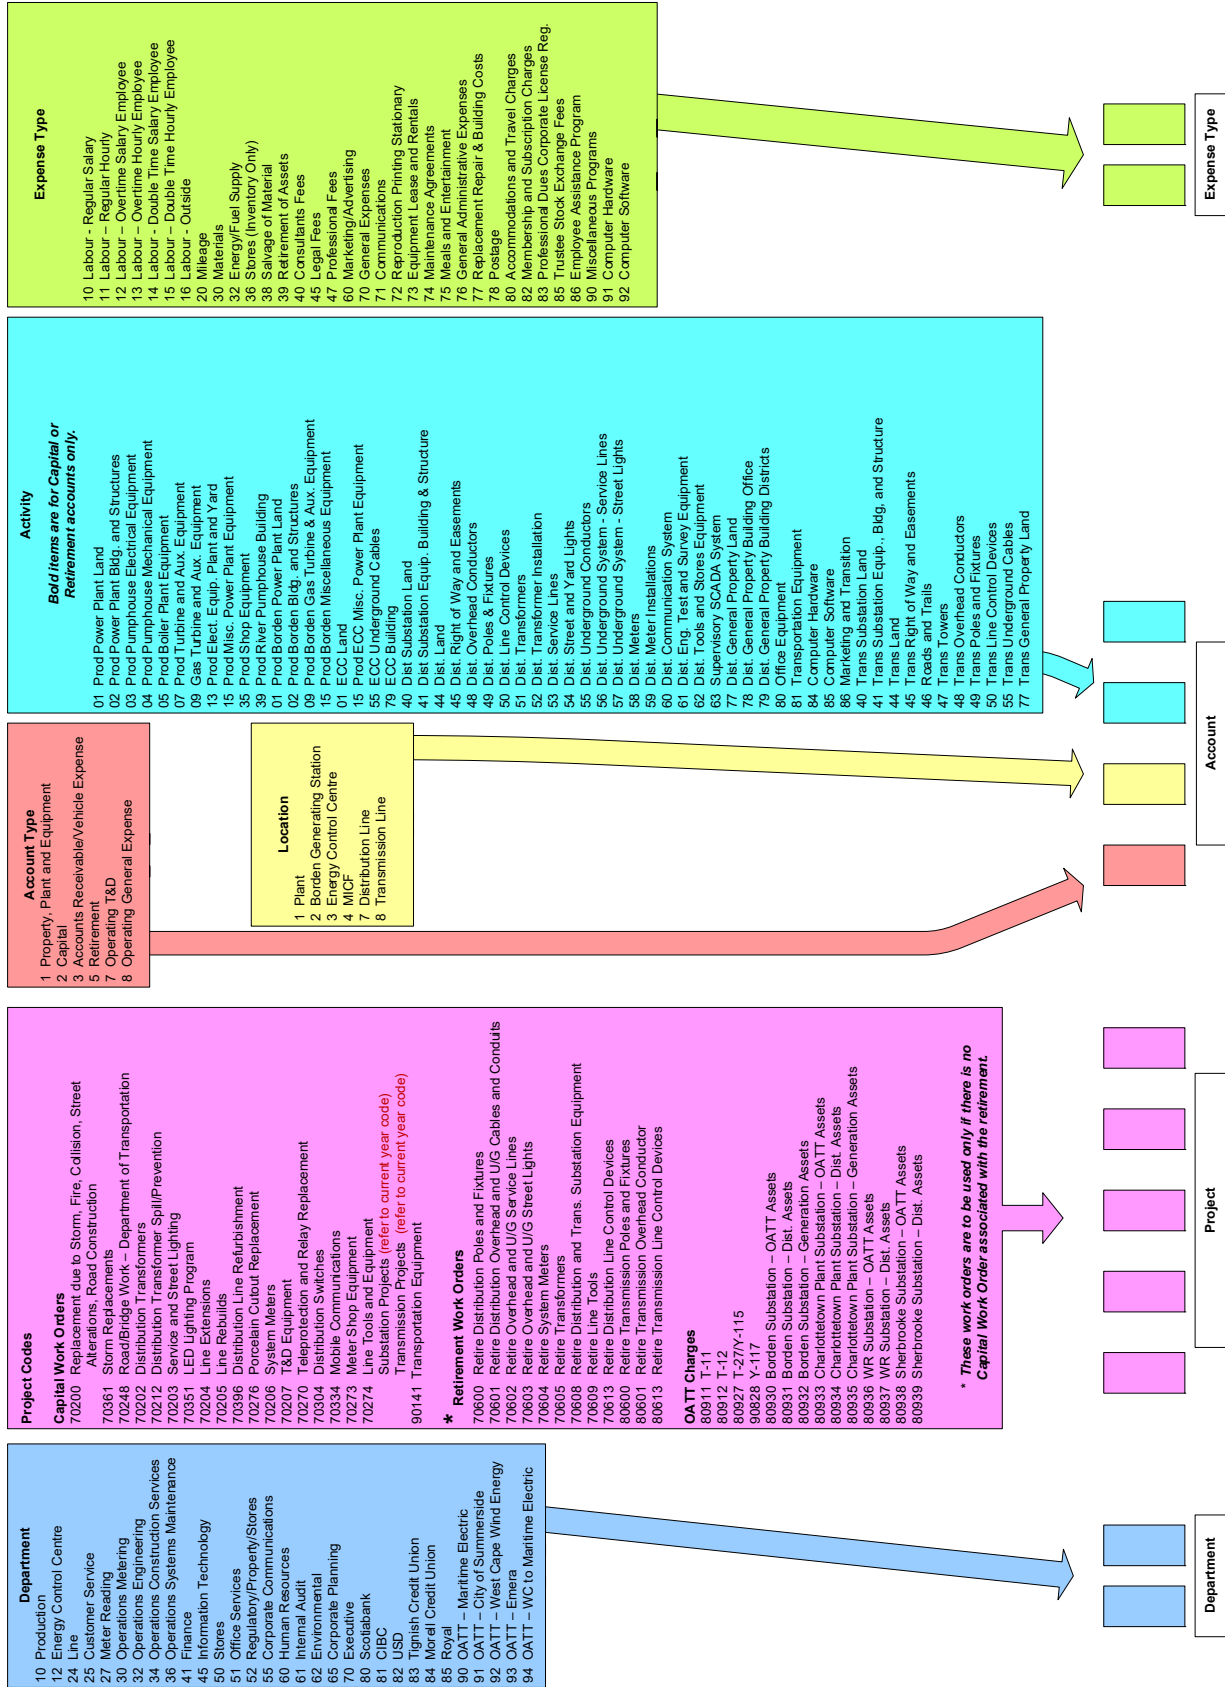 Department
10 Production
12 Energy Control Centre
24 Line
25 Customer Service
27 Meter Reading
30 Operations Metering
32 Operations Engineering
34 Operations Construction Services
36 Operations Systems Maintenance
41 Finance
45 Information Technology
50 Stores
51 Office Services
52 Regulatory/Property/Stores
55 Corporate Communications
60 Human Resources
61 Internal Audit
62 Environmental
65 Corporate Planning
70 Executive
80 Scotiabank
81 CIBC
82 USD
83 Tignish Credit Union
84 Morell Credit Union
85 Royal
90 OATT – Maritime Electric
91 OATT – City of Summerside
92 OATT – West Cape Wind Energy
93 OATT – Emera
94 OATT – WC to Maritime Electric
Project Codes
Capital Work Orders
70200 Replacement due to Storm, Fire, Collision, Street
Alterations, Road Construction
70361 Storm Replacements
70248 Road/Bridge Work – Department of Transportation
70202 Distribution Transformers
70212 Distribution Transformer Spill/Prevention
70203 Service and Street Lighting
70351 LED Lighting Program
70204 Line Extensions
70205 Line Rebuilds
70396 Distribution Line Refurbishment
70276 Porcelain Cutout Replacement
70206 System Meters
70207 T&D Equipment
70270 Teleprotection and Relay Replacement
70304 Distribution Switches
70334 Mobile Communications
70273 Meter Shop Equipment
70274 Line Tools and Equipment
Substation Projects (refer to current year code)
Transmission Projects (refer to current year code)
90141 Transportation Equipment
* Retirement Work Orders
70600 Retire Distribution Poles and Fixtures
70601 Retire Distribution Overhead and U/G Cables and Conduits
70602 Retire Overhead and U/G Service Lines
70603 Retire Overhead and U/G Street Lights
70604 Retire System Meters
70605 Retire Transformers
70608 Retire Distribution and Trans. Substation Equipment
70609 Retire Line Tools
70613 Retire Distribution Line Control Devices
80600 Retire Transmission Poles and Fixtures
80601 Retire Transmission Overhead Conductor
80613 Retire Transmission Line Control Devices
OATT Charges
80911 T-11
80912 T-12
80927 T-27/Y-115
90828 Y-117
80930 Borden Substation – OATT Assets
80931 Borden Substation – Dist. Assets
80932 Borden Substation – Generation Assets
80933 Charlottetown Plant Substation – OATT Assets
80934 Charlottetown Plant Substation – Dist. Assets
80935 Charlottetown Plant Substation – Generation Assets
80936 WR Substation – OATT Assets
80937 WR Substation – Dist. Assets
80938 Sherbrooke Substation – OATT Assets
80939 Sherbrooke Substation – Dist. Assets
* These work orders are to be used only if there is no
Capital Work Order associated with the retirement.
Account Type
1 Property, Plant and Equipment
2 Capital
3 Accounts Receivable/Vehicle Expense
5 Retirement
7 Operating T&D
8 Operating General Expense
Location
1 Plant
2 Borden Generating Station
3 Energy Control Centre
4 MICF
7 Distribution Line
8 Transmission Line
Activity
Bold items are for Capital or
Retirement accounts only.
01 Prod Power Plant Land
02 Prod Power Plant Bldg. and Structures
03 Prod Pumphouse Electrical Equipment
04 Prod Pumphouse Mechanical Equipment
05 Prod Boiler Plant Equipment
07 Prod Turbine and Aux. Equipment
09 Gas Turbine and Aux. Equipment
13 Prod Elect. Equip. Plant and Yard
15 Prod Misc. Power Plant Equipment
35 Prod Shop Equipment
39 Prod River Pumphouse Building
01 Prod Borden Power Plant Land
02 Prod Borden Bldg. and Structures
09 Prod Borden Gas Turbine & Aux. Equipment
15 Prod Borden Miscellaneous Equipment
01 ECC Land
15 Prod ECC Misc. Power Plant Equipment
55 ECC Underground Cables
79 ECC Building
40 Dist Substation Land
41 Dist Substation Equip. Building & Structure
44 Dist. Land
45 Dist. Right of Way and Easements
48 Dist. Overhead Conductors
49 Dist. Poles & Fixtures
50 Dist. Line Control Devices
51 Dist. Transformers
52 Dist. Transformer Installation
53 Dist. Service Lines
54 Dist. Street and Yard Lights
55 Dist. Underground Conductors
56 Dist. Underground System - Service Lines
57 Dist. Underground System - Street Lights
58 Dist. Meters
59 Dist. Meter Installations
60 Dist. Communication System
61 Dist. Eng. Test and Survey Equipment
62 Dist. Tools and Stores Equipment
63 Supervisory SCADA System
77 Dist. General Property Land
78 Dist. General Property Building Office
79 Dist. General Property Building Districts
80 Office Equipment
81 Transportation Equipment
84 Computer Hardware
85 Computer Software
86 Marketing and Transition
40 Trans Substation Land
41 Trans Substation Equip., Bldg, and Structure
44 Trans Land
45 Trans Right of Way and Easements
46 Roads and Trails
47 Trans Towers
48 Trans Overhead Conductors
49 Trans Poles and Fixtures
50 Trans Line Control Devices
55 Trans Underground Cables
77 Trans General Property Land
Expense Type
10 Labour - Regular Salary
11 Labour – Regular Hourly
12 Labour – Overtime Salary Employee
13 Labour – Overtime Hourly Employee
14 Labour - Double Time Salary Employee
15 Labour – Double Time Hourly Employee
16 Labour - Outside
20 Mileage
30 Materials
32 Energy/Fuel Supply
36 Stores (Inventory Only)
38 Salvage of Material
39 Retirement of Assets
40 Consultants Fees
45 Legal Fees
47 Professional Fees
60 Marketing/Advertising
70 General Expenses
71 Communications
72 Reproduction Printing Stationary
73 Equipment Lease and Rentals
74 Maintenance Agreements
75 Meals and Entertainment
76 General Administrative Expenses
77 Replacement Repair & Building Costs
78 Postage
80 Accommodations and Travel Charges
82 Membership and Subscription Charges
83 Professional Dues Corporate License Reg.
85 Trustee Stock Exchange Fees
86 Employee Assistance Program
90 Miscellaneous Programs
91 Computer Hardware
92 Computer Software
Department
Project
Account
Expense Type